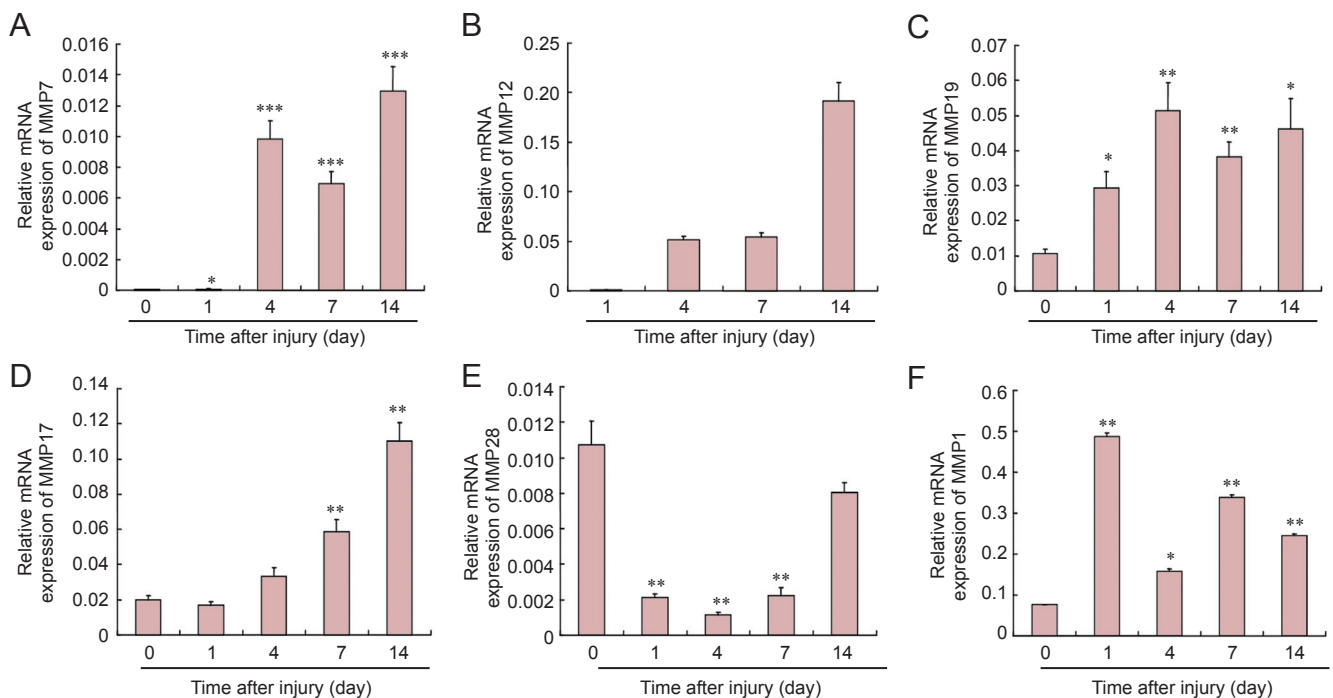 A
Relative mRNA
expression of MMP7
0.016
0.014
0.012
0.010
0.008
0.006
0.004
0.002
0
*
***
***
***
0 1 4 7 14
Time after injury (day)
B
Relative mRNA
expression of MMP12
0.25
0.20
0.15
0.10
0.05
0
1 4 7 14
Time after injury (day)
C
Relative mRNA
expression of MMP19
0.07
0.06
0.05
0.04
0.03
0.02
0.01
0
*
**
**
*
0 1 4 7 14
Time after injury (day)
D
Relative mRNA
expression of MMP17
0.14
0.12
0.10
0.08
0.06
0.04
0.02
0
**
**
0 1 4 7 14
Time after injury (day)
E
Relative mRNA
expression of MMP28
0.014
0.012
0.010
0.008
0.006
0.004
0.002
0
**
**
**
0 1 4 7 14
Time after injury (day)
F
Relative mRNA
expression of MMP1
0.6
0.5
0.4
0.3
0.2
0.1
0
**
*
**
**
0 1 4 7 14
Time after injury (day)